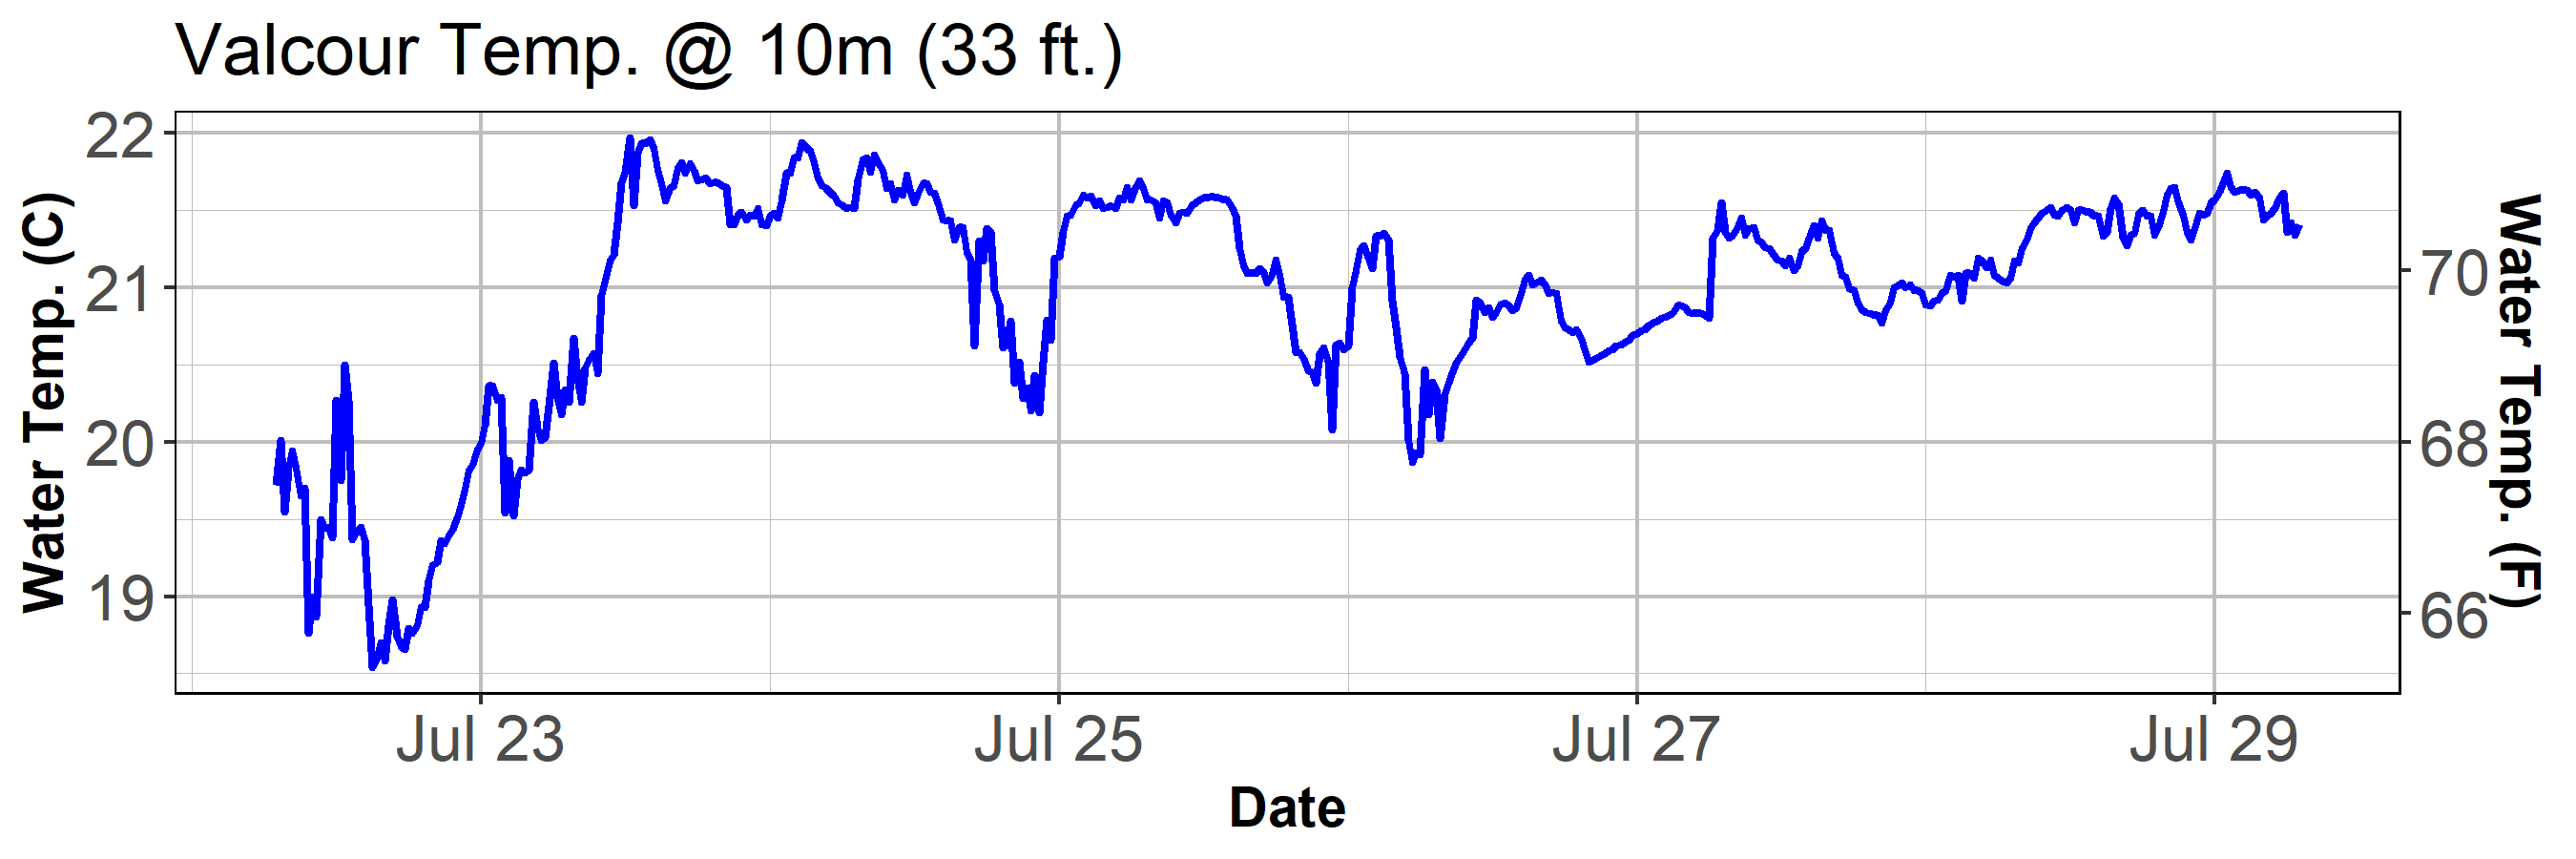 Valcour Temp. @ 10m (33 ft.)
Water Temp. (C)
22
21
20
19
70
68
66
Water Temp. (F)
Jul 23
Jul 25
Jul 27
Jul 29
Date